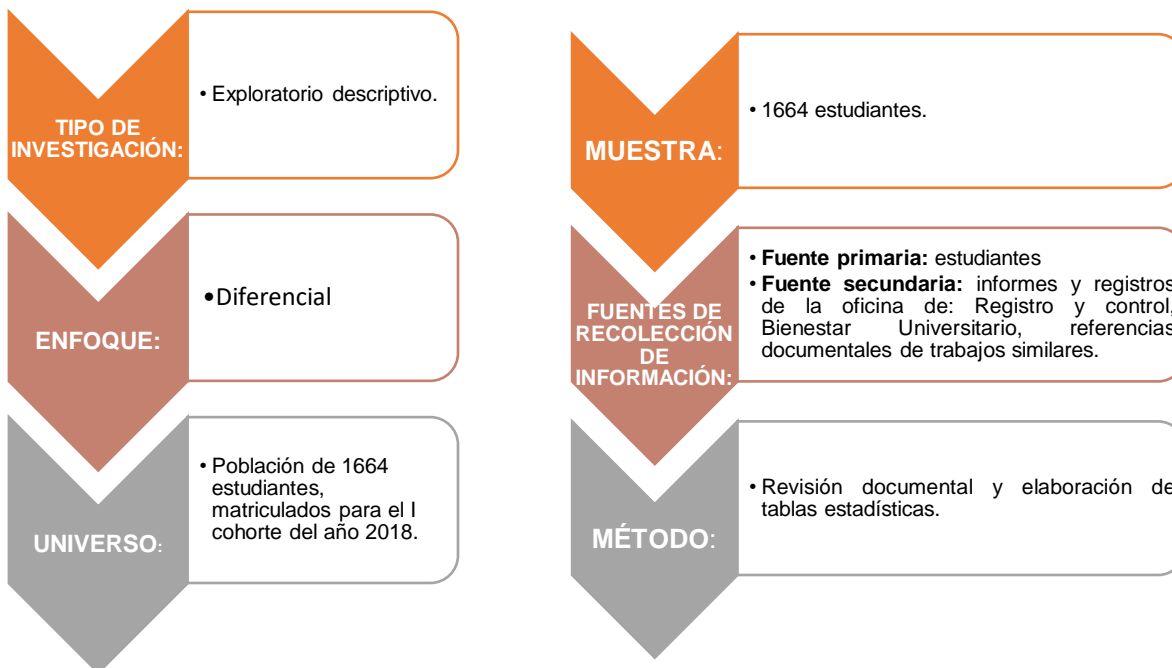 TIPO DE
INVESTIGACIÓN:
• Exploratorio descriptivo.
ENFOQUE:
•Diferencial
UNIVERSO:
• Población de 1664
estudiantes,
matriculados para el I
cohorte del año 2018.
MUESTRA:
• 1664 estudiantes.
FUENTES DE
RECOLECCIÓN
DE
INFORMACIÓN:
• Fuente primaria: estudiantes
• Fuente secundaria: informes y registros
de la oficina de: Registro y control,
Bienestar Universitario, referencias
documentales de trabajos similares.
MÉTODO:
• Revisión documental y elaboración de
tablas estadísticas.